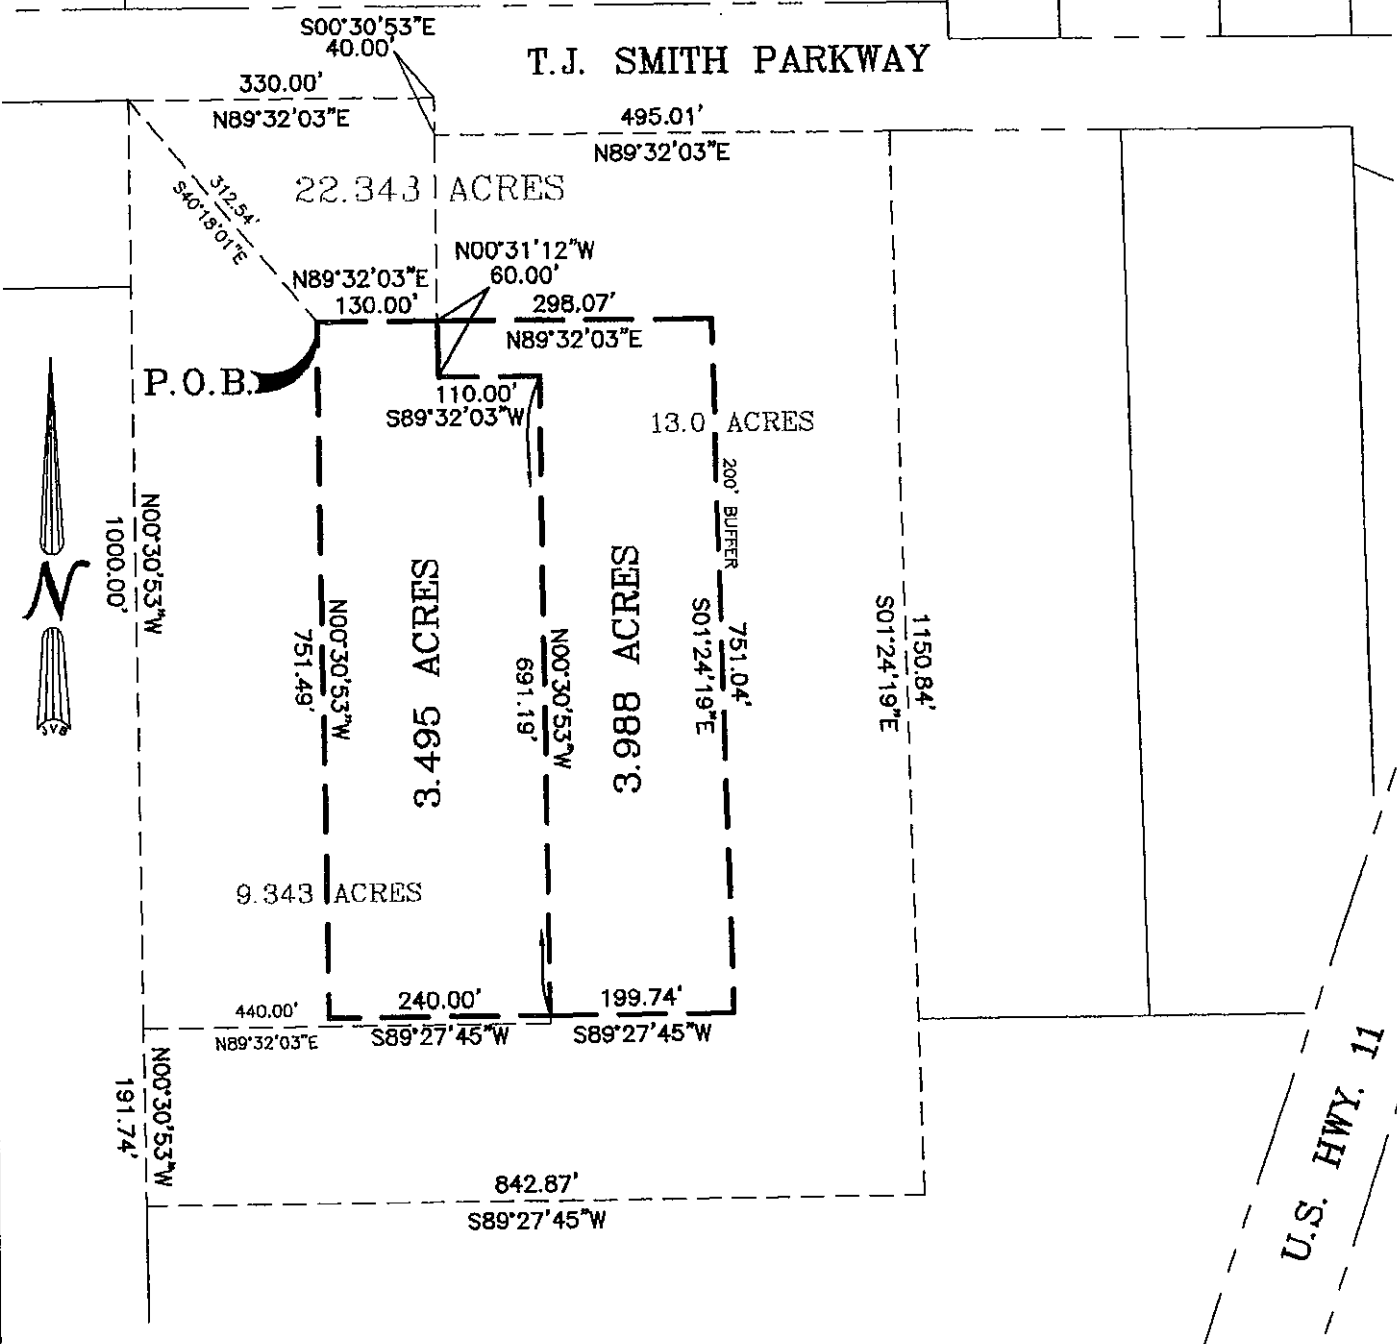 S00°30'53"E
40.00'
T.J. SMITH PARKWAY
330.00'
N89°32'03"E
495.01'
N89°32'03"E
312.54'
S40°18'01"E
22.343 ACRES
N00°31'12"W
60.00'
N89°32'03"E
130.00'
298.07'
N89°32'03"E
P.O.B.
110.00'
S89°32'03"W
13.0 ACRES
200' BUFFER
N00°30'53"W
1000.00'
N
SVB
N00°30'53"W
751.49'
3.495 ACRES
N00°30'53"W
691.19'
3.988 ACRES
751.04'
S01°24'19"E
1150.84'
S01°24'19"E
9.343 ACRES
440.00'
N89°32'03"E
240.00'
S89°27'45"W
199.74'
S89°27'45"W
N00°30'53"W
191.74'
842.87'
S89°27'45"W
U.S. HWY. 11